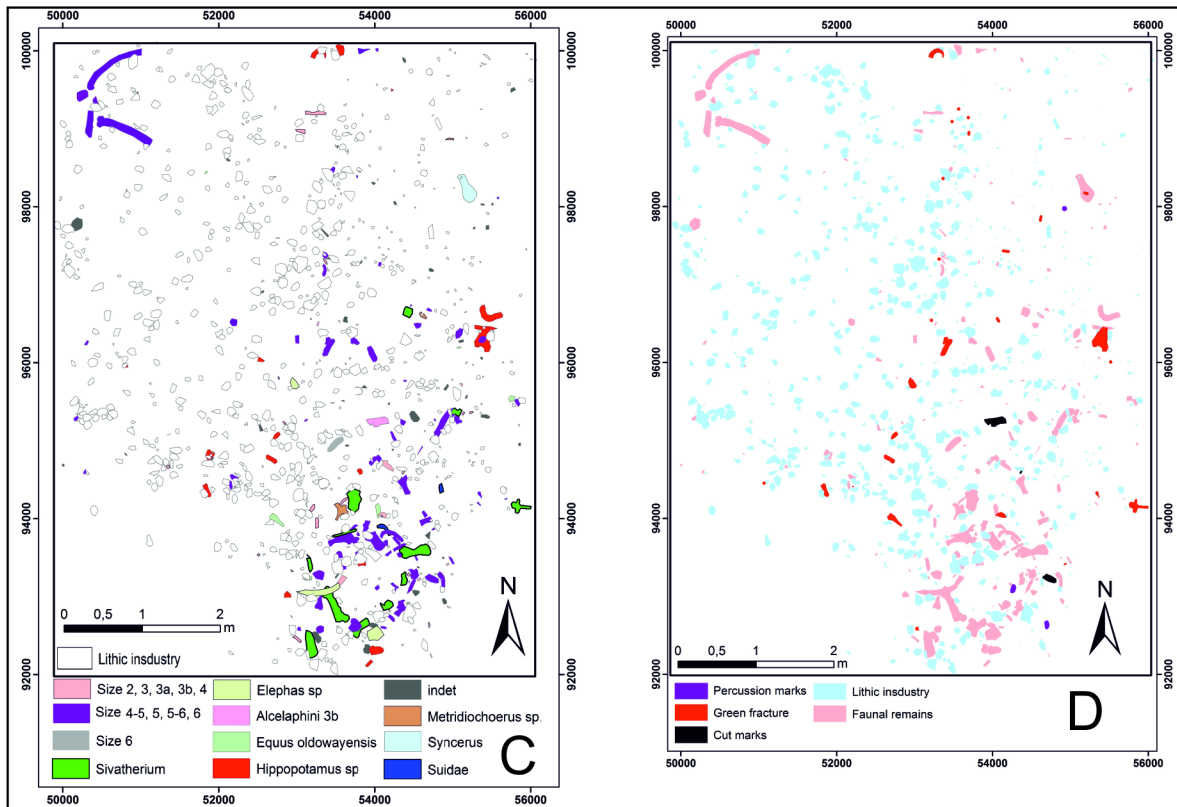 50000 52000 54000 56000
100000
98000
96000
94000
92000
100000
98000
96000
94000
92000
N
0 0,5 1 2
m
Lithic insdustry
Size 2, 3, 3a, 3b, 4
Size 4-5, 5, 5-6, 6
Size 6
Sivatherium
Elephas sp
Alcelaphini 3b
Equus oldowayensis
Hippopotamus sp
indet
Metridiochoerus sp.
Syncerus
Suidae
C
50000 52000 54000 56000
50000 52000 54000 56000
100000
98000
96000
94000
92000
100000
98000
96000
94000
92000
N
0 0,5 1 2
m
Percussion marks
Green fracture
Cut marks
Lithic insdustry
Faunal remains
D
50000 52000 54000 56000